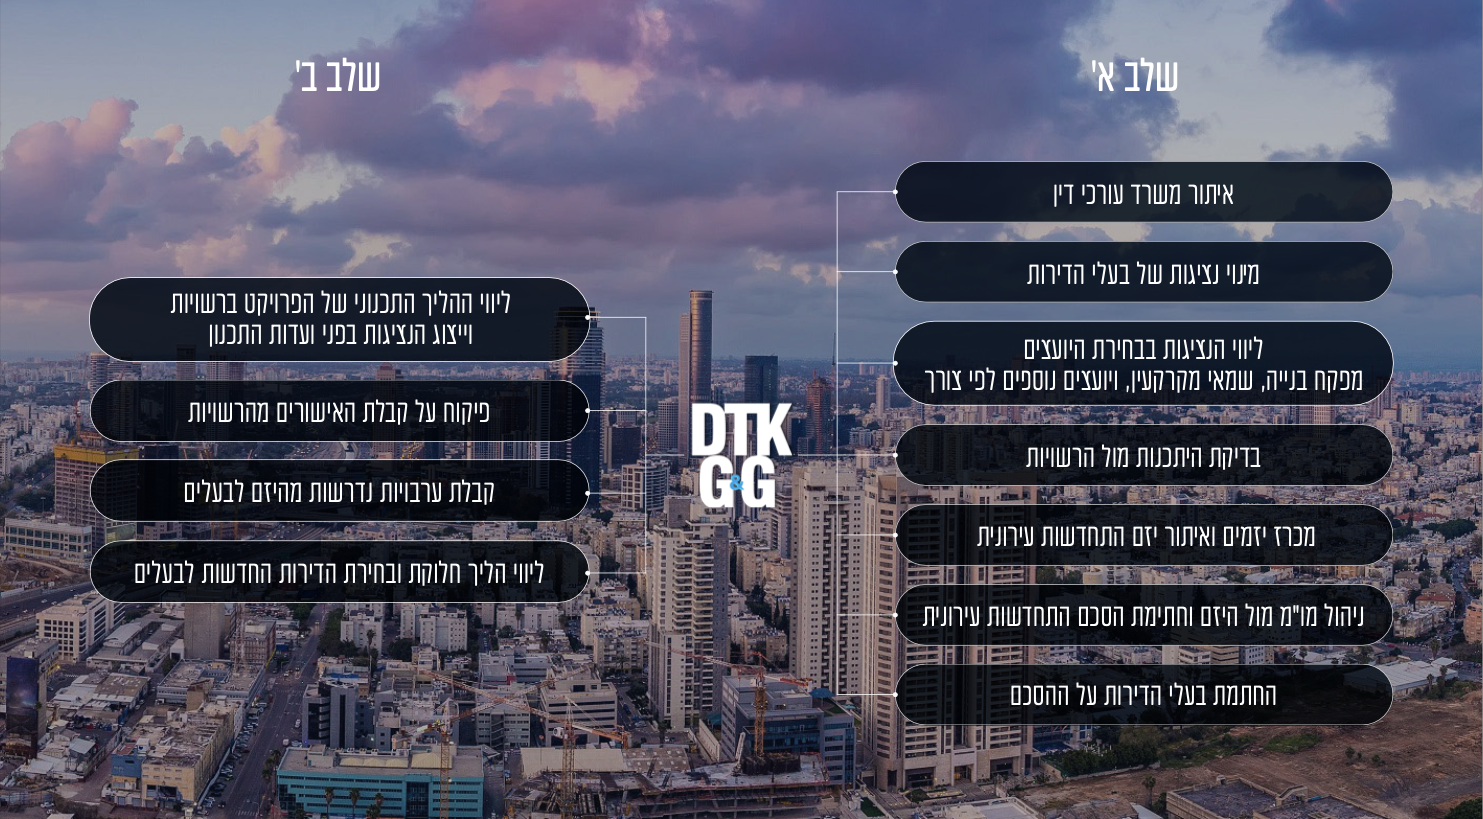 שלב א'
איתור משרד עורכי דין
מינוי נציגות של בעלי הדירות
ליווי הנציגות בבחירת היועצים
מפקח בנייה, שמאי מקרקעין, ויועצים נוספים לפי צורך
בדיקת היתכנות מול הרשויות
מכרז יזמים ואיתור יזם התחדשות עירונית
ניהול מו"מ מול היזם וחתימת הסכם התחדשות עירונית
החתמת בעלי הדירות על ההסכם
DTK
G&G
שלב ב'
ליווי ההליך התכנוני של הפרויקט ברשויות
וייצוג הנציגות בפני ועדות התכנון
פיקוח על קבלת האישורים מהרשויות
קבלת ערבויות נדרשות מהיזם לבעלים
ליווי הליך חלוקת ובחירת הדירות החדשות לבעלים